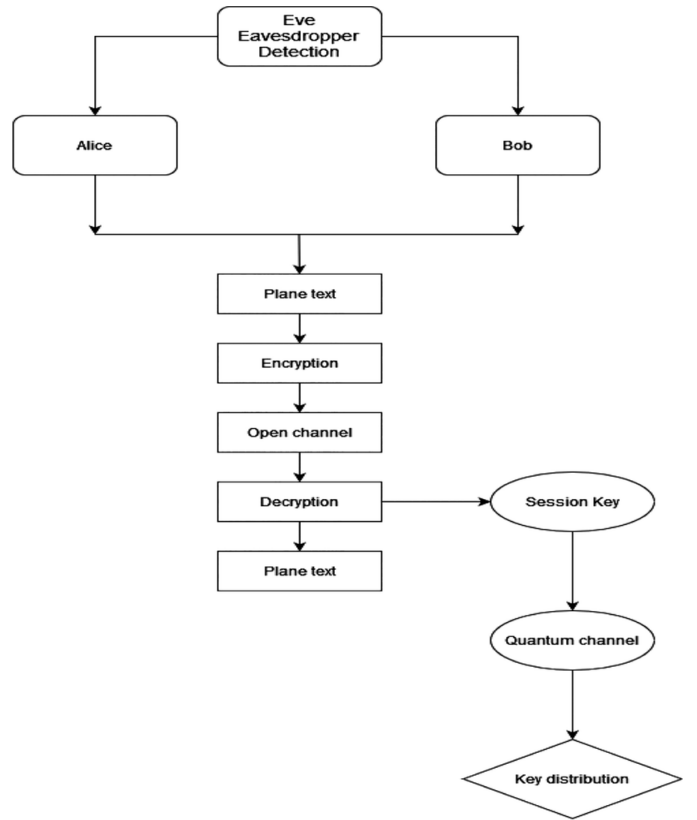 Eve
Eavesdropper
Detection
Alice
Bob
Plane text
Encryption
Open channel
Decryption
Session Key
Plane text
Quantum channel
Key distribution